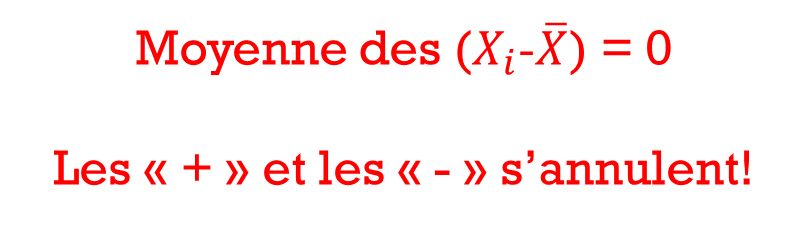 Moyenne des (𝑋ᵢ-𝑋̄) = 0
Les « + » et les « - » s’annulent!